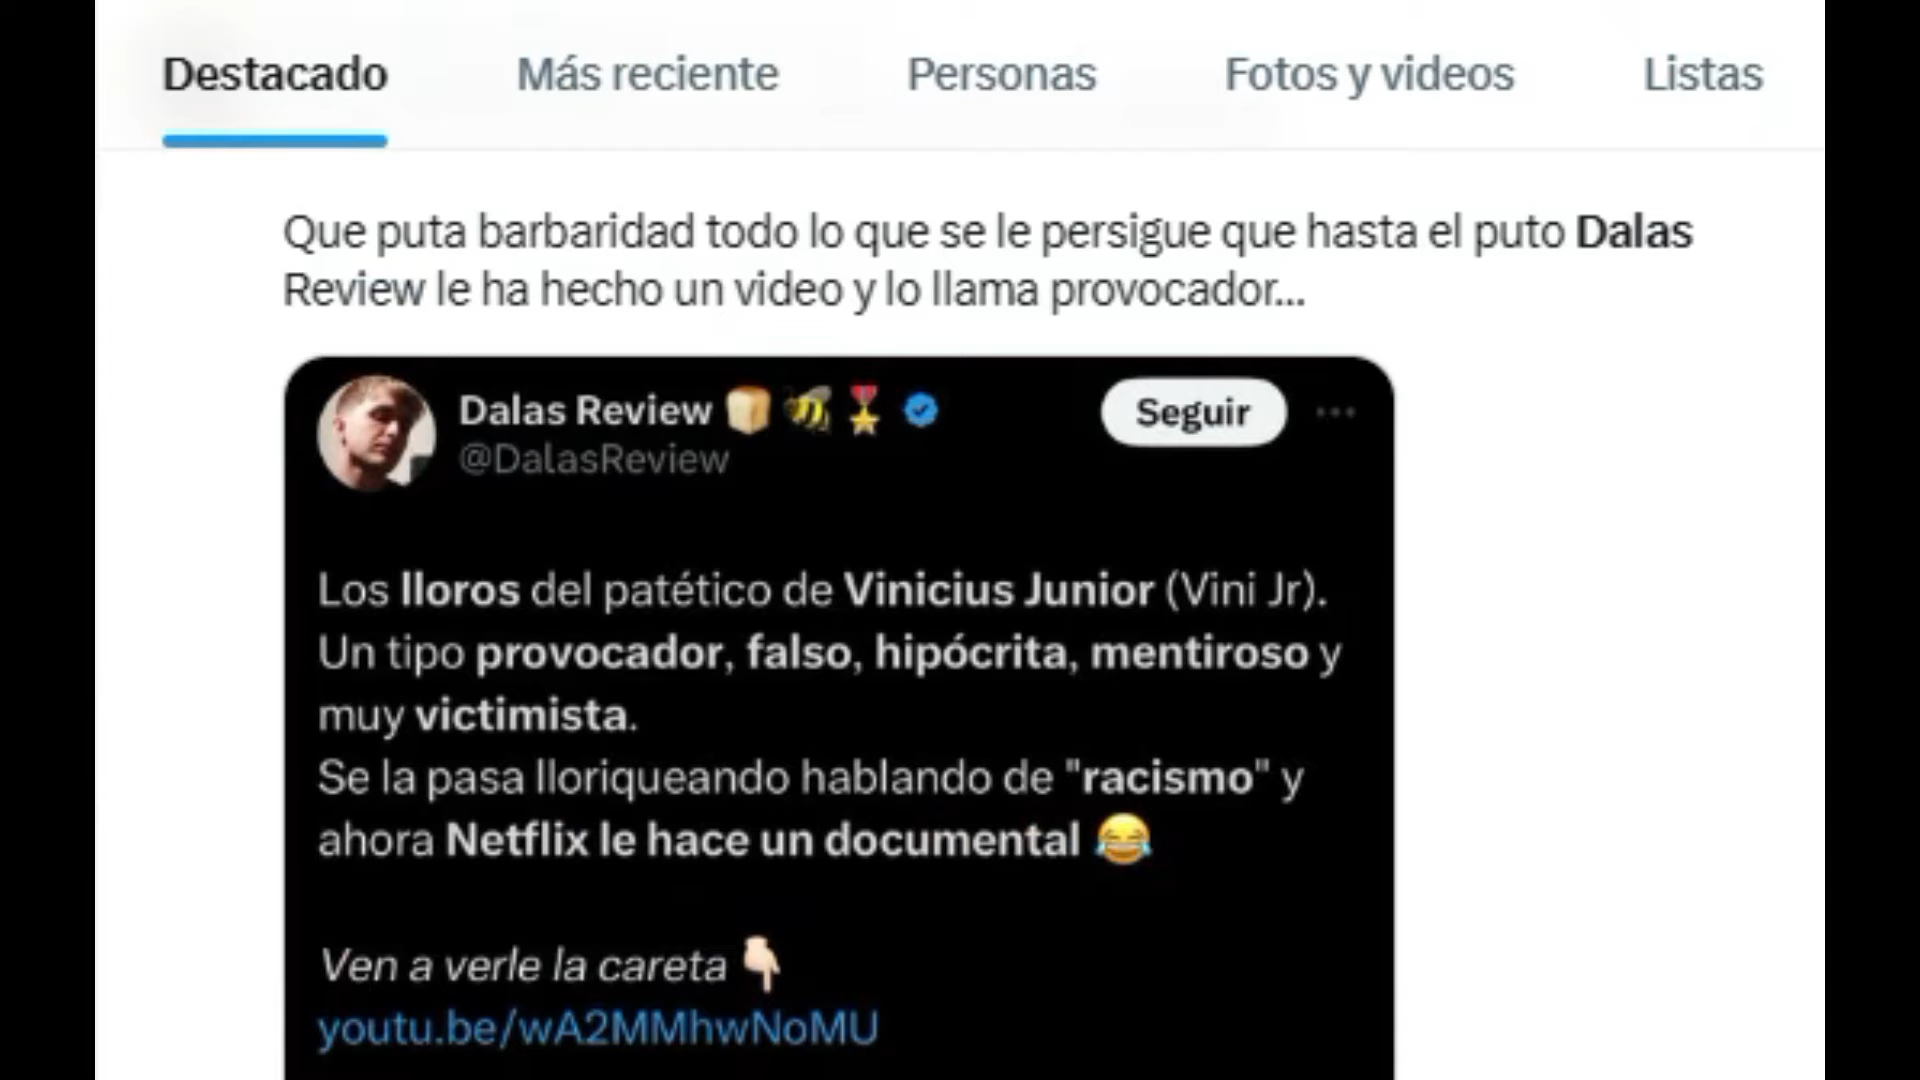 Destacado Más reciente Personas Fotos y videos Listas
Que puta barbaridad todo lo que se le persigue que hasta el puto Dalas
Review le ha hecho un video y lo llama provocador...
Dalas Review 🍞 🐝 🎖️
Seguir
@DalasReview
Los lloros del patético de Vinicius Junior (Vini Jr).
Un tipo provocador, falso, hipócrita, mentiroso y
muy victimista.
Se la pasa lloriqueando hablando de "racismo" y
ahora Netflix le hace un documental 😂
Ven a verle la careta 👇🏻
youtu.be/wA2MMhwNoMU